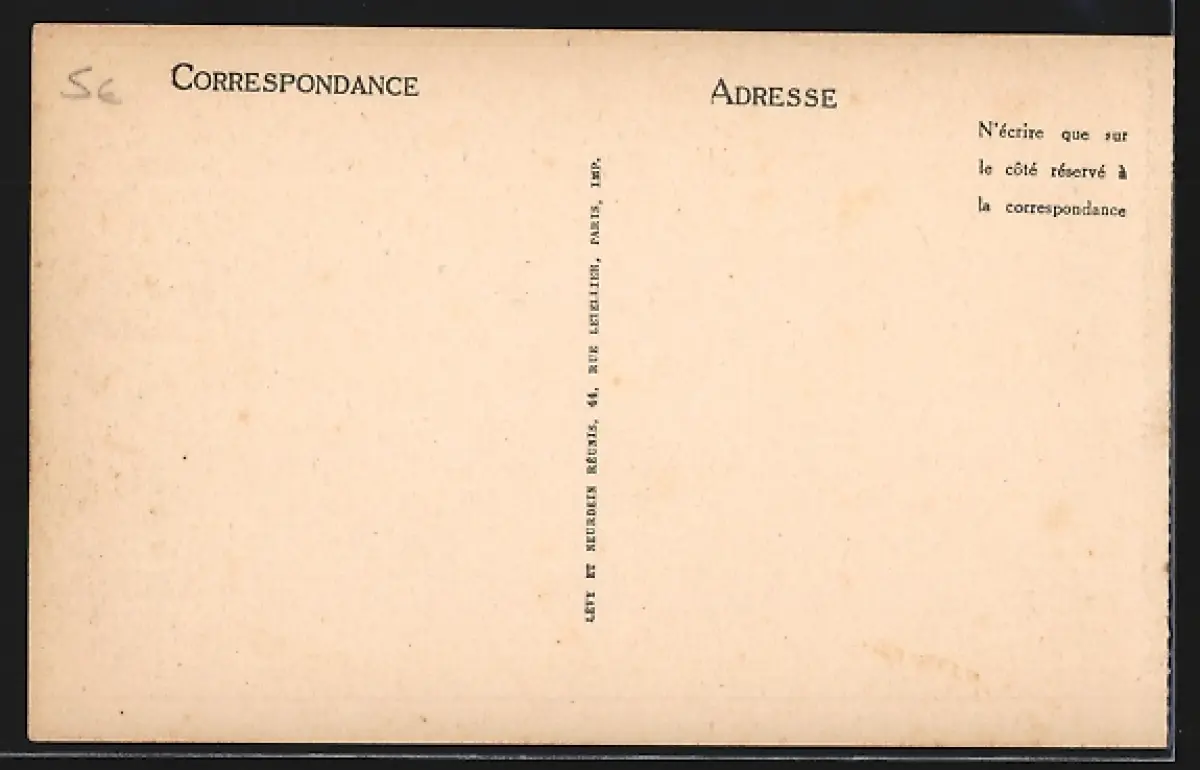 5c
CORRESPONDANCE
LÉVY ET NEURDEIN RÉUNIS, 44, RUE LETELLIER, PARIS, IMP.
ADRESSE
N'écrire que sur
le côté réservé à
la correspondance